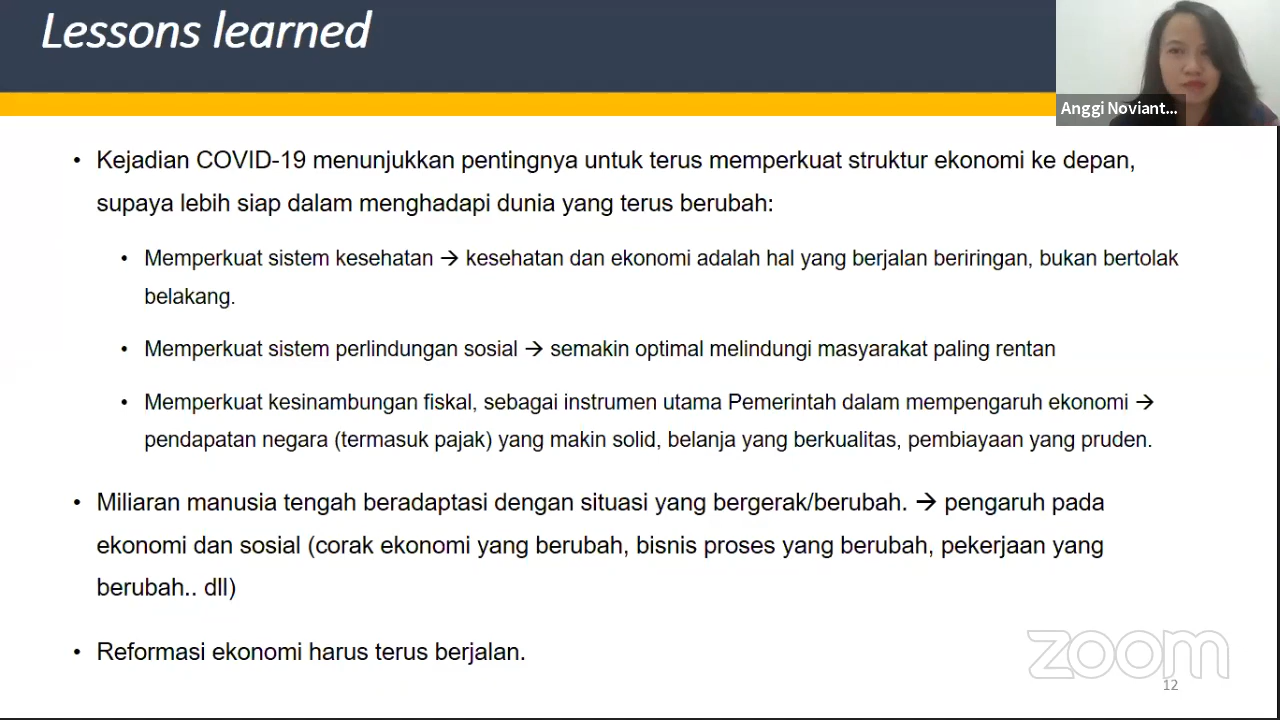 Lessons learned
Anggi Noviant...
• Kejadian COVID-19 menunjukkan pentingnya untuk terus memperkuat struktur ekonomi ke depan,
supaya lebih siap dalam menghadapi dunia yang terus berubah:
• Memperkuat sistem kesehatan → kesehatan dan ekonomi adalah hal yang berjalan beriringan, bukan bertolak
belakang.
• Memperkuat sistem perlindungan sosial → semakin optimal melindungi masyarakat paling rentan
• Memperkuat kesinambungan fiskal, sebagai instrumen utama Pemerintah dalam mempengaruh ekonomi →
pendapatan negara (termasuk pajak) yang makin solid, belanja yang berkualitas, pembiayaan yang pruden.
• Miliaran manusia tengah beradaptasi dengan situasi yang bergerak/berubah. → pengaruh pada
ekonomi dan sosial (corak ekonomi yang berubah, bisnis proses yang berubah, pekerjaan yang
berubah.. dll)
• Reformasi ekonomi harus terus berjalan.
zoom
12